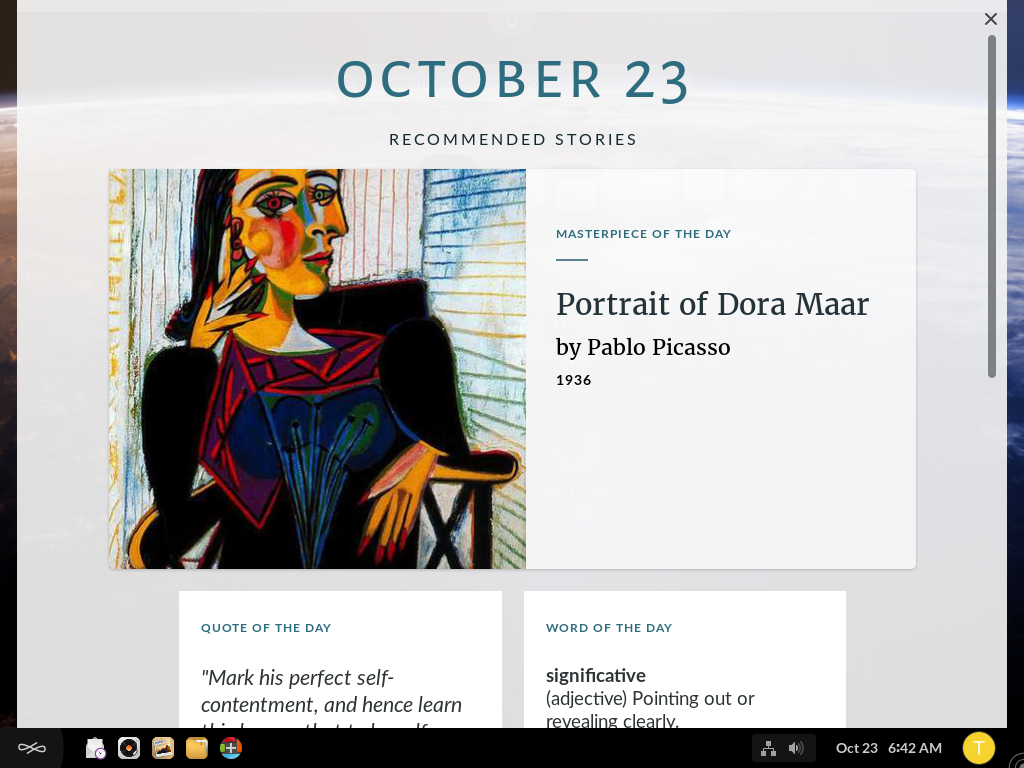 OCTOBER 23
RECOMMENDED STORIES
MASTERPIECE OF THE DAY
Portrait of Dora Maar
by Pablo Picasso
1936
QUOTE OF THE DAY
"Mark his perfect self-
contentment, and hence learn
WORD OF THE DAY
significative
(adjective) Pointing out or
revealing clearly.
Oct 23 6:42 AM
T